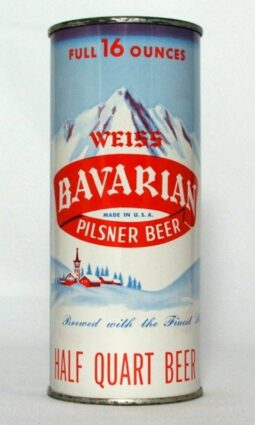 FULL 16 OUNCES
WEISS
BAVARIAN
MADE IN U.S.A.
PILSNER BEER
Brewed with the Finest
HALF QUART BEER